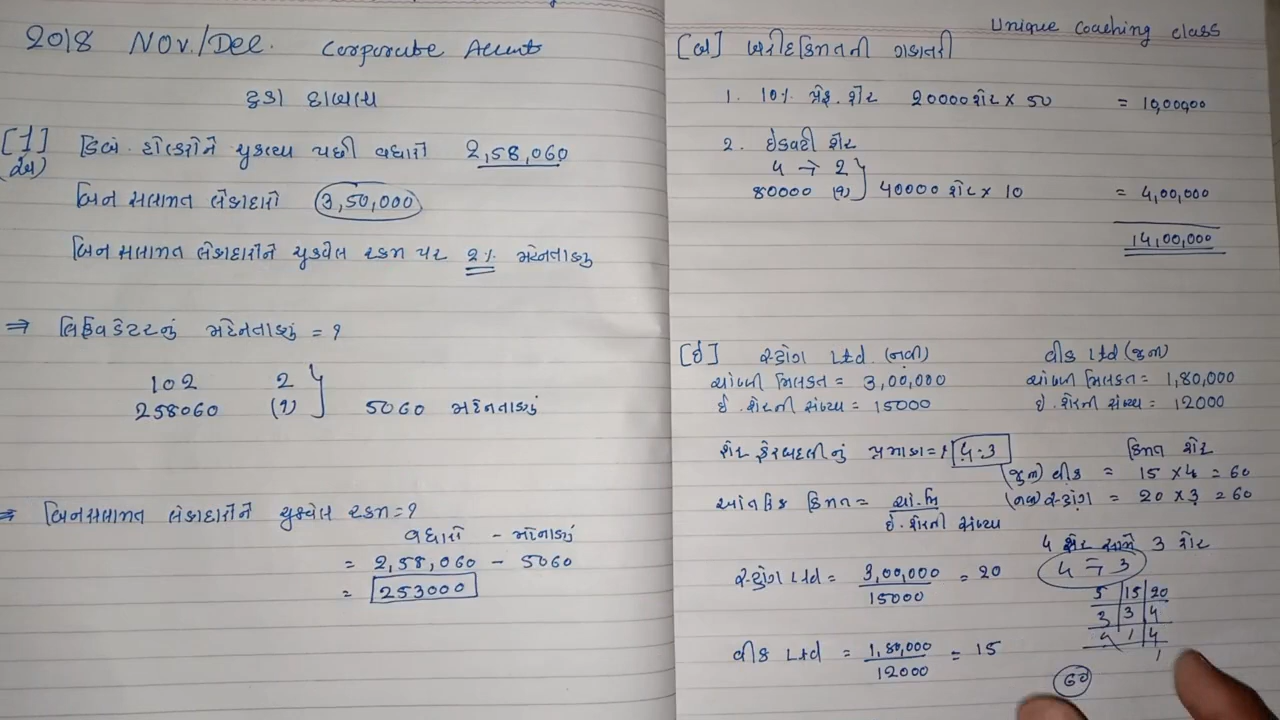 2018 Nov./Dec. Corporate Account
ટુંકા દાખલા
[1] ડિબે. હોલ્ડરોને ચુકવ્યા પછી વધારો 2,58,060
(અ)
બિન સલામત લેણદારો 3,50,000
બિન સલામત લેણદારોને ચુકવેલ રકમ પર 2% મહેનતાણુ
⇒ લિક્વિડેટરનું મહેનતાણું = ?
102 2
258060 (?) 5060 મહેનતાણું
⇒ બિનસલામત લેણદારોને ચુકવેલ રકમ = ?
વધારો - મહેનતાણું
= 2,58,060 - 5060
= 253000
Unique Coaching class
[બ] ખરીદકિંમતની ગણતરી
1. 10% પ્રેફ. શેર 20000 શેર × 50 = 10,00,000
2. ઈક્વિટી શેર
4 → 2
80000 (?) 40000 શેર × 10 = 4,00,000
14,00,000
[ઈ] સ્ટ્રોંગ Ltd (નવી) વીક Ltd (જુની)
ચોખ્ખી મિલકત = 3,00,000 ચોખ્ખી મિલકત = 1,80,000
ઈ. શેરની સંખ્યા = 15000 ઈ. શેરની સંખ્યા = 12000
શેર ફેરબદલીનું પ્રમાણ = ? 4:3 કિંમત શેર
(જુની) વીક = 15 × 4 = 60
આંતરિક કિંમત = ચો.મિ / ઈ. શેરની સંખ્યા (નવી) સ્ટ્રોંગ = 20 × 3 = 60
4 શેર સામે 3 શેર
4 → 3
સ્ટ્રોંગ Ltd = 3,00,000 / 15000 = 20
5 | 15 | 20
3 | 3 | 4
4 | 1 | 4
1
વીક Ltd = 1,80,000 / 12000 = 15
60